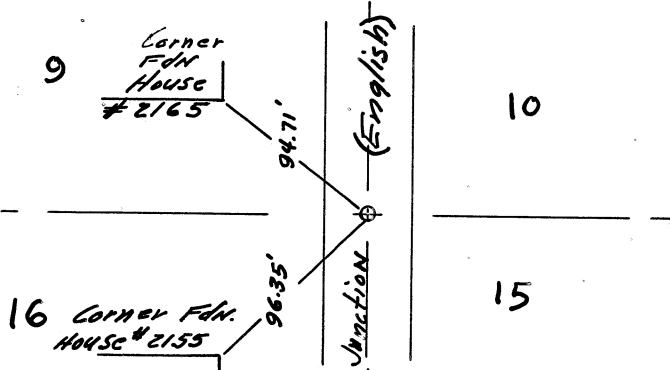 9
Corner
Fdn
House
# 2165
94.71'
(English)
10
96.35'
Junction
16
Corner Fdn.
House # 2155
15